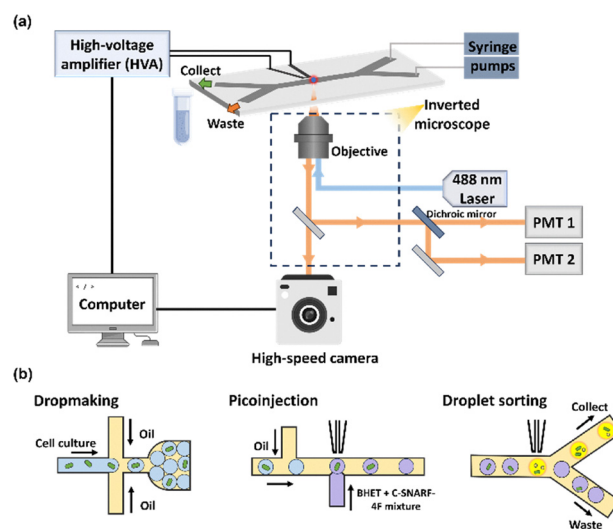 (a)
High-voltage
amplifier (HVA)
Syringe
pumps
Collect
Waste
Inverted
microscope
Objective
488 nm
Laser
Dichroic mirror
PMT 1
PMT 2
< / >
Computer
High-speed camera
(b)
Dropmaking
Picoinjection
Droplet sorting
Cell culture
Oil
Oil
Oil
BHET + C-SNARF-
4F mixture
Collect
Waste